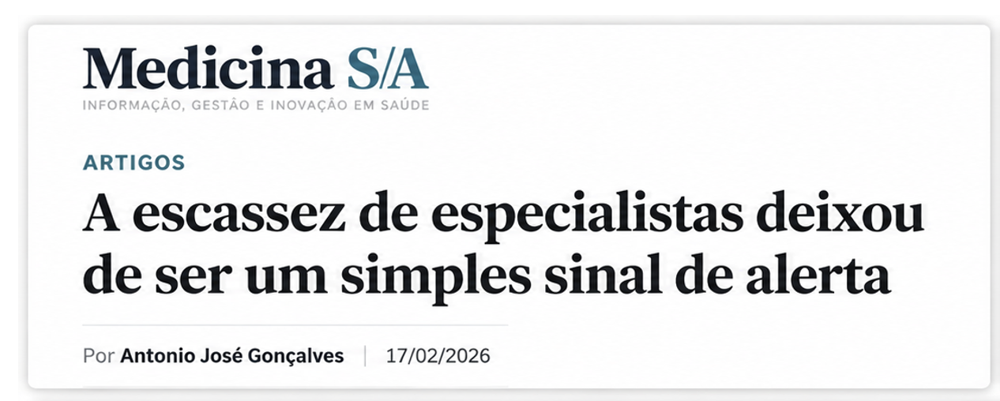 Medicina S/A
INFORMAÇÃO, GESTÃO E INOVAÇÃO EM SAÚDE
ARTIGOS
A escassez de especialistas deixou
de ser um simples sinal de alerta
Por Antonio José Gonçalves | 17/02/2026